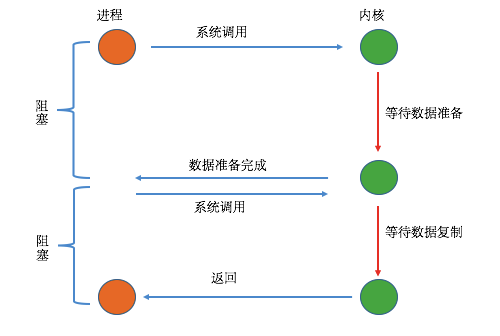 进程
内核
系统调用
阻塞
等待数据准备
数据准备完成
系统调用
等待数据复制
阻塞
返回